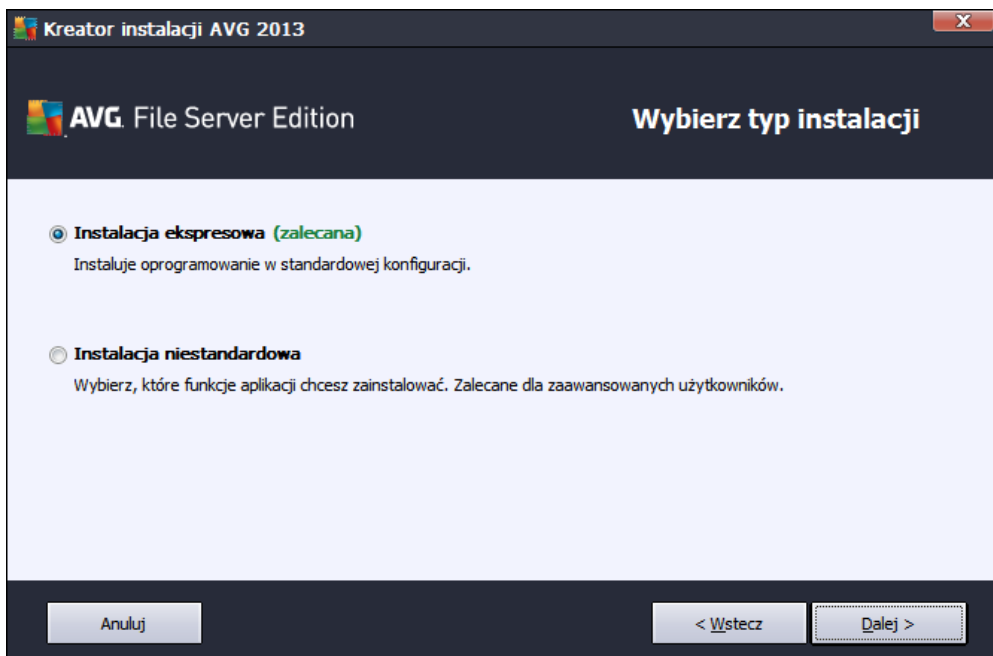 Kreator instalacji AVG 2013
X
AVG. File Server Edition
Wybierz typ instalacji
Instalacja ekspresowa (zalecana)
Instaluje oprogramowanie w standardowej konfiguracji.
Instalacja niestandardowa
Wybierz, które funkcje aplikacji chcesz zainstalować. Zalecane dla zaawansowanych użytkowników.
Anuluj
< Wstecz
Dalej >